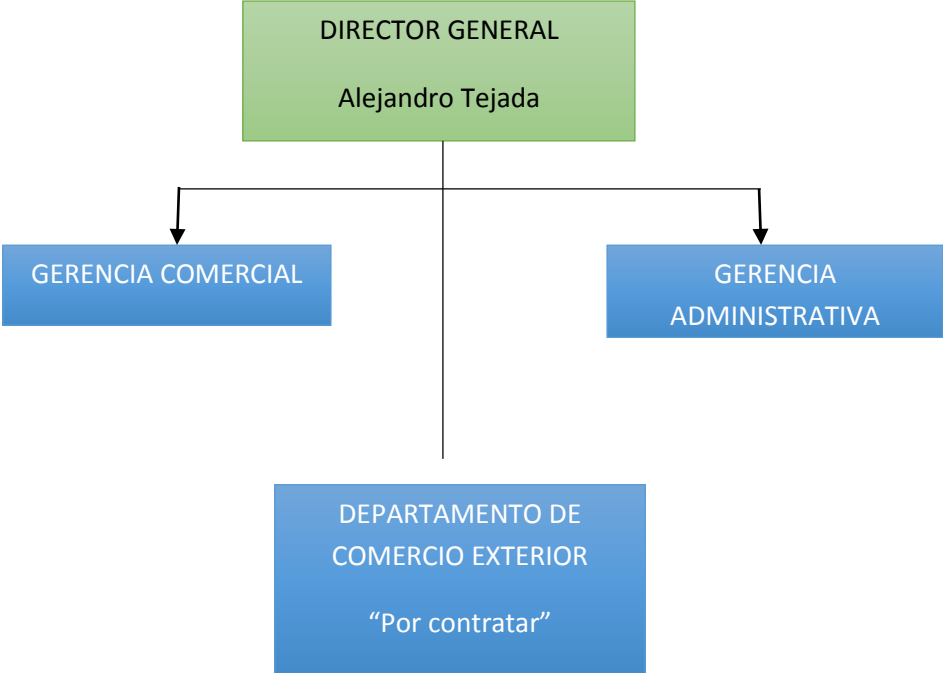 DIRECTOR GENERAL
Alejandro Tejada
GERENCIA COMERCIAL
GERENCIA
ADMINISTRATIVA
DEPARTAMENTO DE
COMERCIO EXTERIOR
“Por contratar”